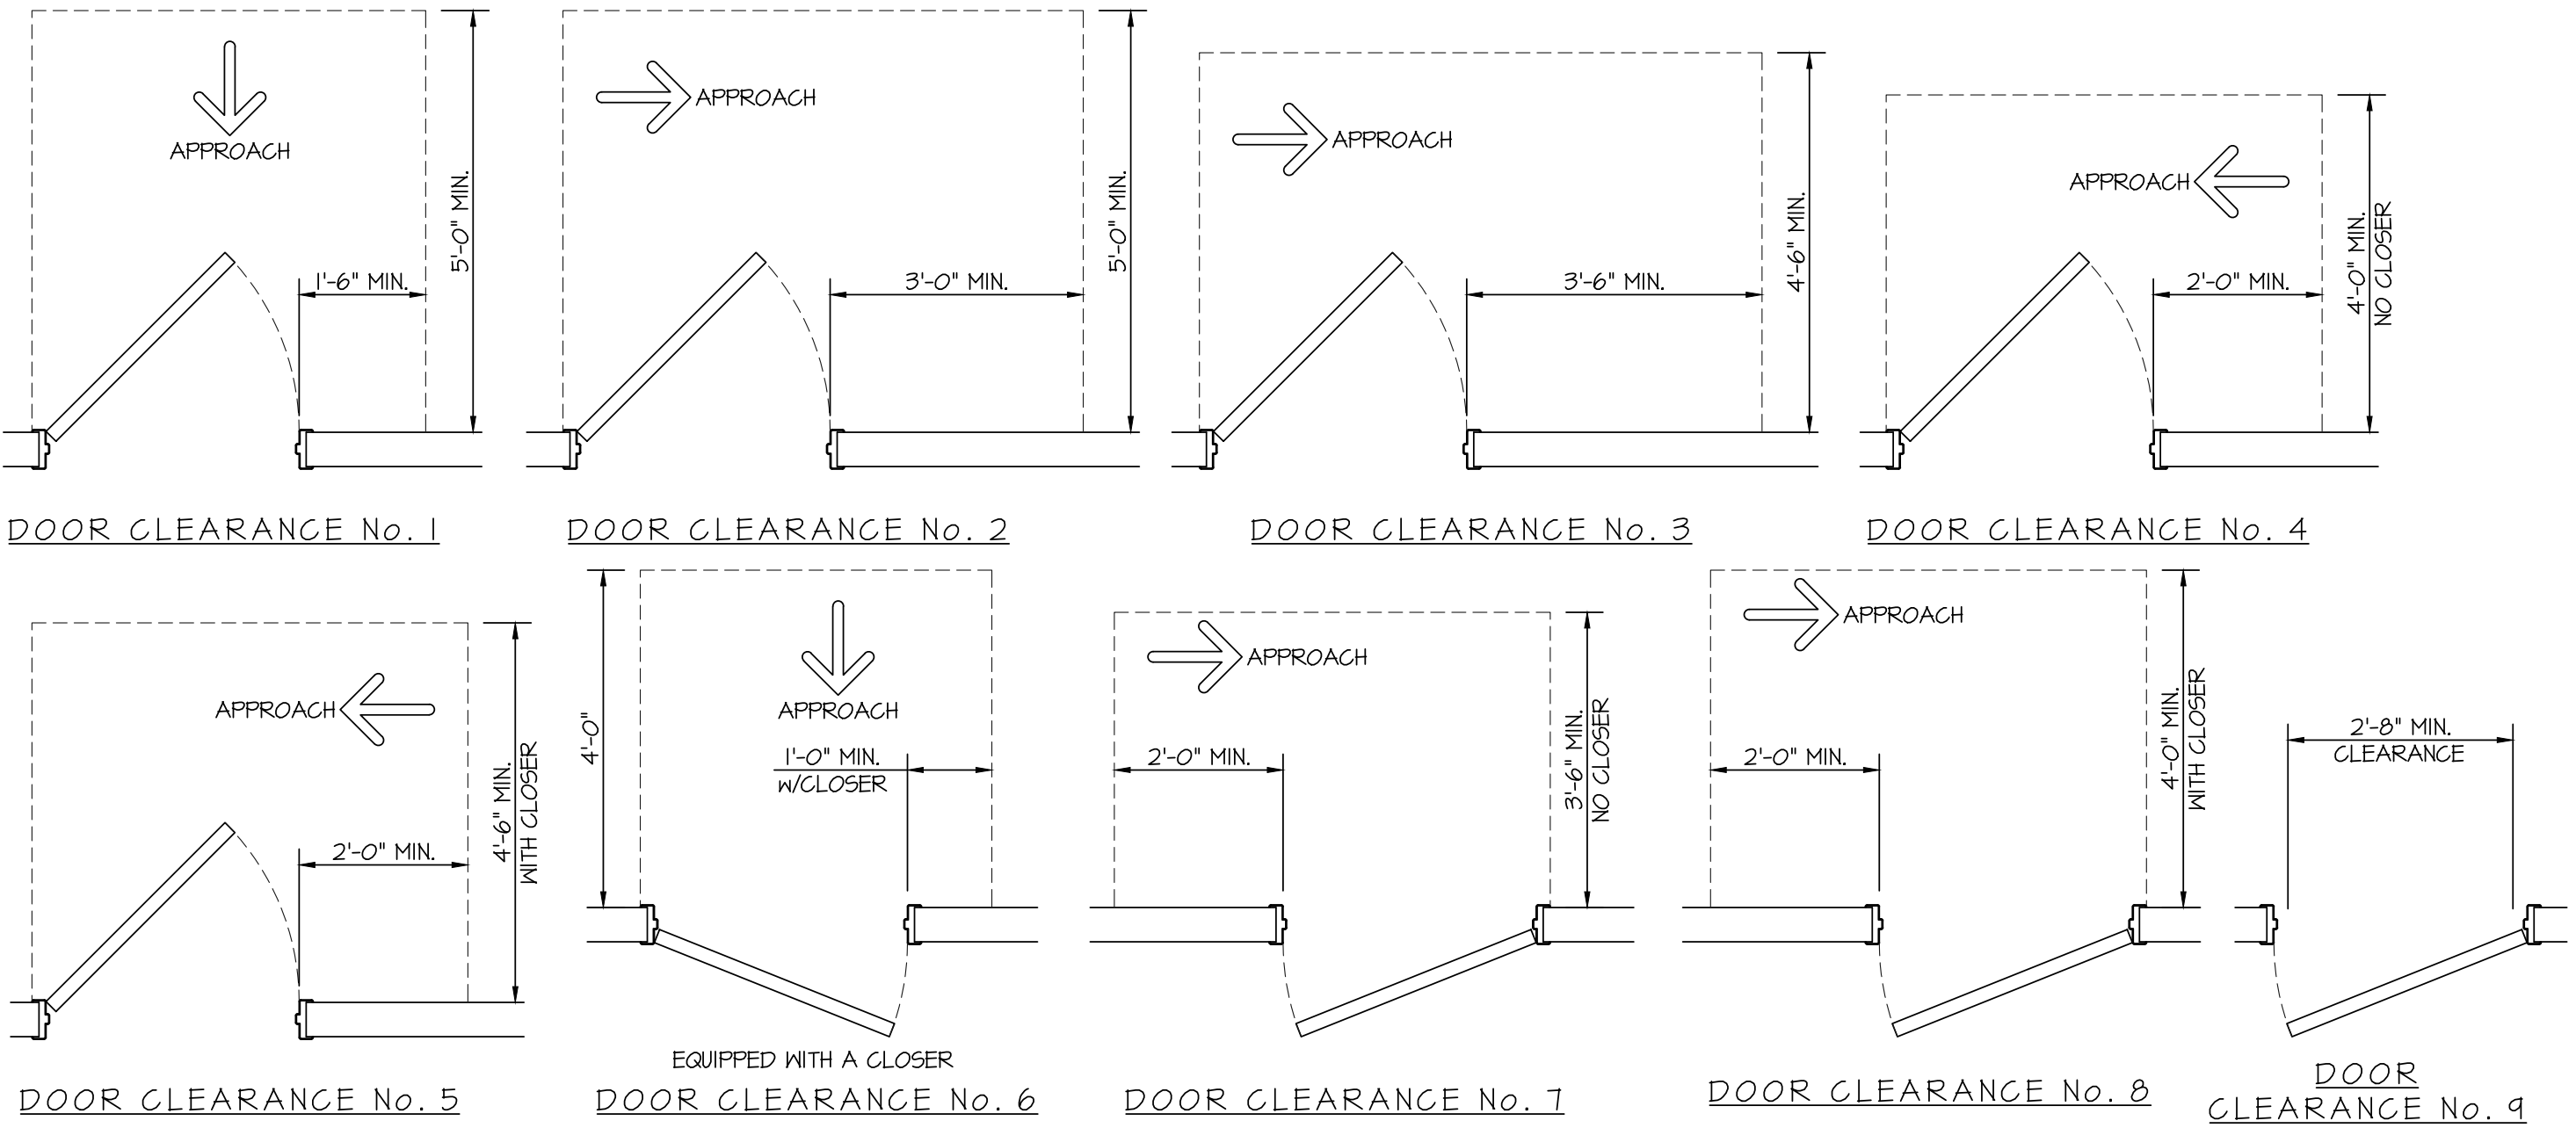 APPROACH
1'-6" MIN.
5'-0" MIN.
DOOR CLEARANCE No. 1
APPROACH
3'-0" MIN.
5'-0" MIN.
DOOR CLEARANCE No. 2
APPROACH
3'-6" MIN.
4'-6" MIN.
DOOR CLEARANCE No. 3
APPROACH
2'-0" MIN.
4'-0" MIN.
NO CLOSER
DOOR CLEARANCE No. 4
APPROACH
2'-0" MIN.
4'-6" MIN.
WITH CLOSER
DOOR CLEARANCE No. 5
4'-0"
APPROACH
1'-0" MIN.
W/CLOSER
EQUIPPED WITH A CLOSER
DOOR CLEARANCE No. 6
APPROACH
2'-0" MIN.
3'-6" MIN.
NO CLOSER
DOOR CLEARANCE No. 7
APPROACH
2'-0" MIN.
4'-0" MIN.
WITH CLOSER
DOOR CLEARANCE No. 8
2'-8" MIN.
CLEARANCE
DOOR
CLEARANCE No. 9